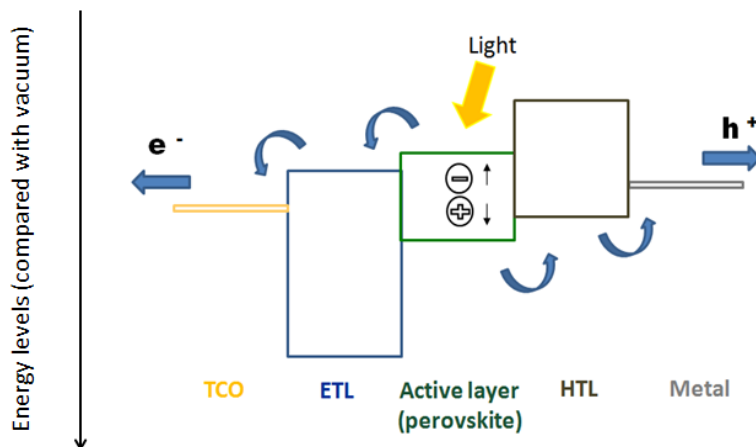 Energy levels (compared with vacuum)
Light
e -
h +
TCO
ETL
Active layer
(perovskite)
HTL
Metal